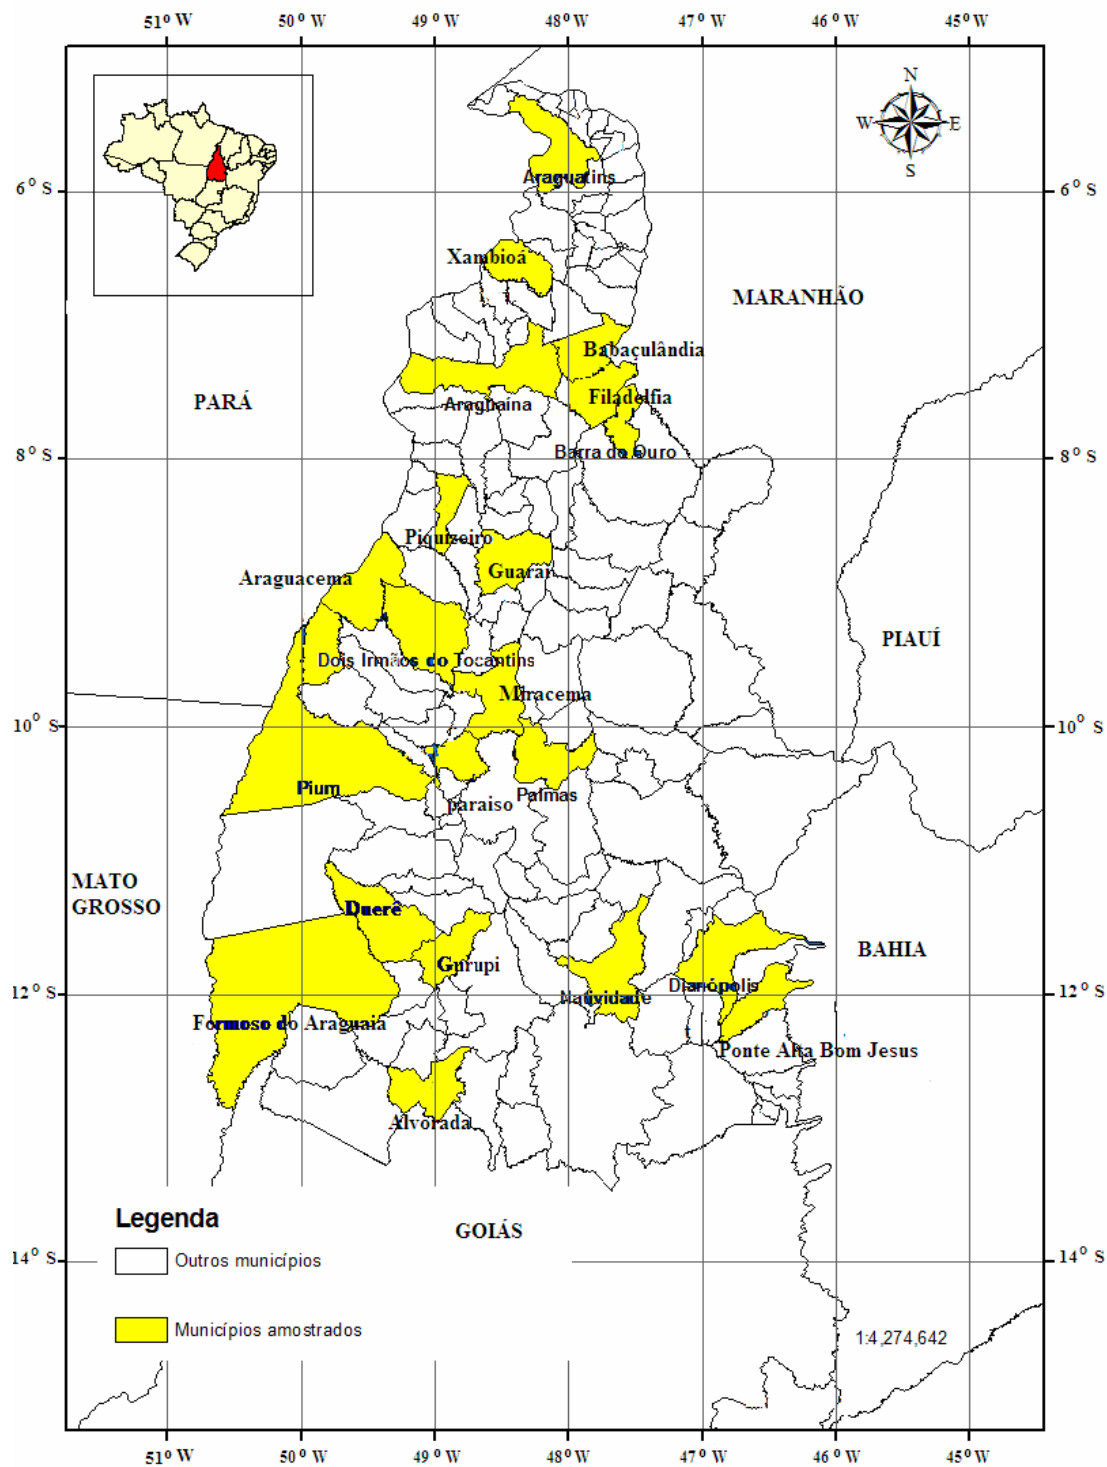 51° W 50° W 49° W 48° W 47° W 46° W 45° W
N
W E
S
Araguatins
6° S 6° S
Xambioá
MARANHÃO
Babaçulândia
PARÁ
Filadelfia
Araguaína
Barra do Ouro
8° S 8° S
Piquizeiro
Guaraí
Araguacema
PIAUÍ
Dois Irmãos do Tocantins
Miracema
10° S 10° S
Pium
Palmas
paraiso
MATO
GROSSO
Duerê
BAHIA
Gurupi
Dianópolis
12° S 12° S
Natividade
Formoso do Araguaia
Ponte Alta Bom Jesus
Alvorada
Legenda
GOIÁS
Outros municípios
14° S 14° S
Municípios amostrados
1:4,274,642
51° W 50° W 49° W 48° W 47° W 46° W 45° W